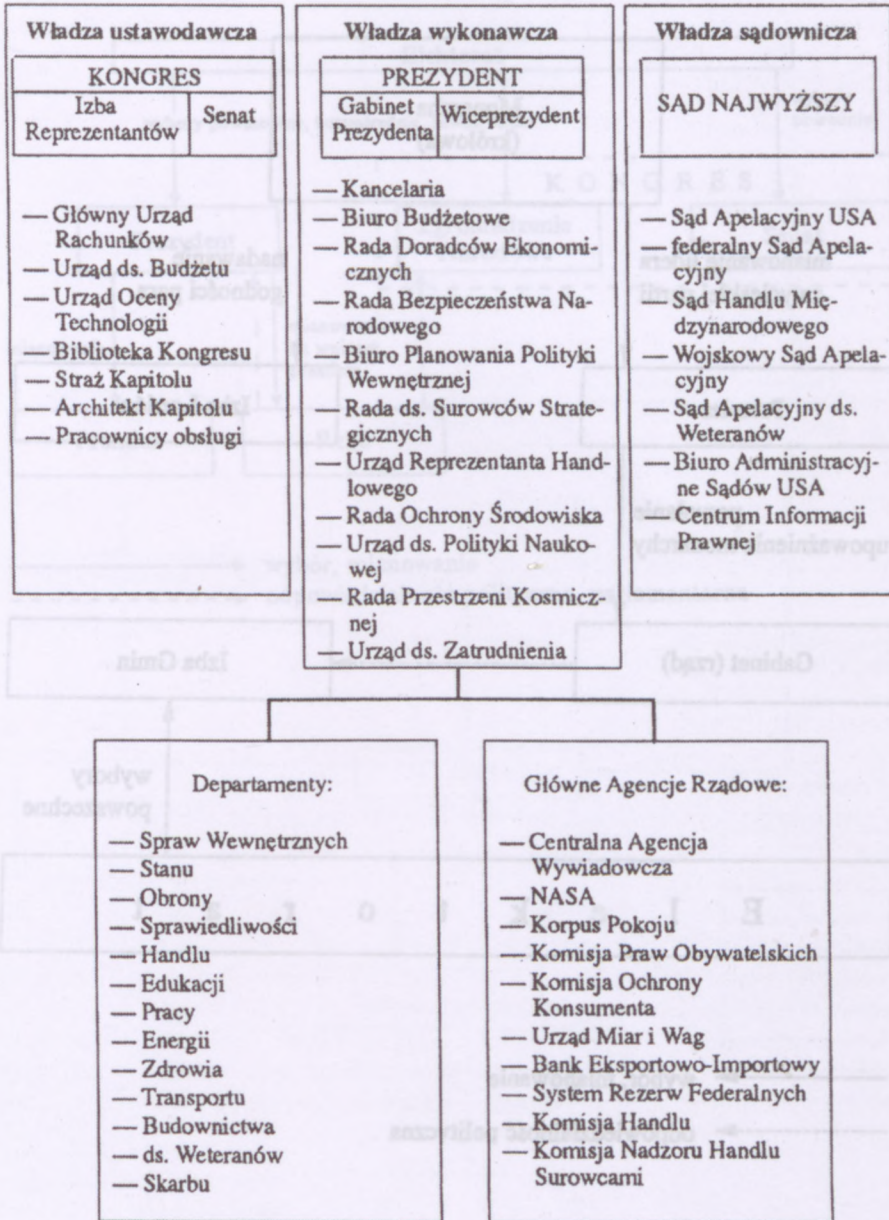 Władza ustawodawcza
KONGRES
Izba
Reprezentantów
Senat
— Główny Urząd
Rachunków
— Urząd ds. Budżetu
— Urząd Oceny
Technologii
— Biblioteka Kongresu
— Straż Kapitolu
— Architekt Kapitolu
— Pracownicy obsługi
Władza wykonawcza
PREZYDENT
Gabinet
Prezydenta
Wiceprezydent
— Kancelaria
— Biuro Budżetowe
— Rada Doradców Ekonomi-
cznych
— Rada Bezpieczeństwa Na-
rodowego
— Biuro Planowania Polityki
Wewnętrznej
— Rada ds. Surowców Strate-
gicznych
— Urząd Reprezentanta Hand-
lowego
— Rada Ochrony Środowiska
— Urząd ds. Polityki Nauko-
wej
— Rada Przestrzeni Kosmicz-
nej
— Urząd ds. Zatrudnienia
Władza sądownicza
SĄD NAJWYŻSZY
— Sąd Apelacyjny USA
— federalny Sąd Apela-
cyjny
— Sąd Handlu Mię-
dzynarodowego
— Wojskowy Sąd Apela-
cyjny
— Sąd Apelacyjny ds.
Weteranów
— Biuro Administracyj-
ne Sądów USA
— Centrum Informacji
Prawnej
Departamenty:
— Spraw Wewnętrznych
— Stanu
— Obrony
— Sprawiedliwości
— Handlu
— Edukacji
— Pracy
— Energii
— Zdrowia
— Transportu
— Budownictwa
— ds. Weteranów
— Skarbu
Główne Agencje Rządowe:
— Centralna Agencja
Wywiadowcza
— NASA
— Korpus Pokoju
— Komisja Praw Obywatelskich
— Komisja Ochrony
Konsumenta
— Urząd Miar i Wag
— Bank Eksportowo-Importowy
— System Rezerw Federalnych
— Komisja Handlu
— Komisja Nadzoru Handlu
Surowcami